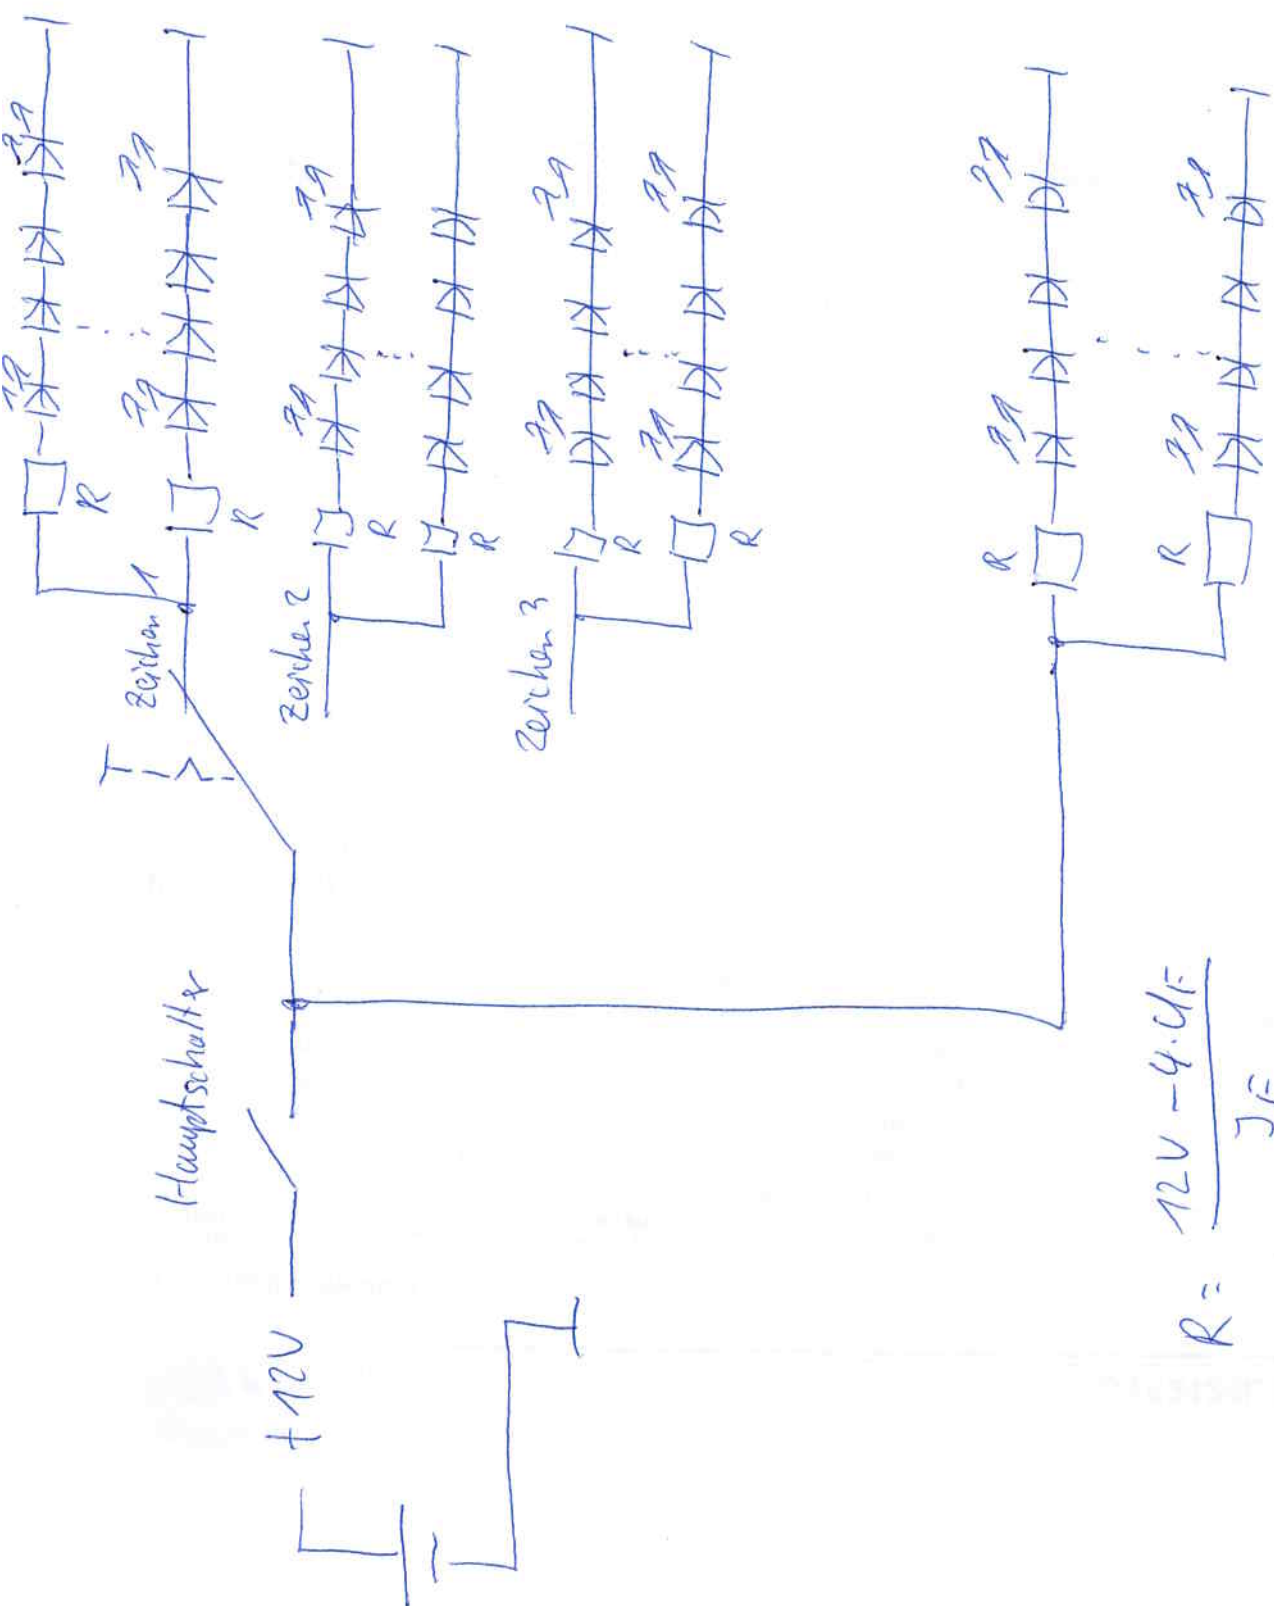 +12V
Hauptschalter
Zeichen 1
R
R
Zeichen 2
R
R
Zeichen 3
R
R
R
R
R = 12V - 4·UF
IF